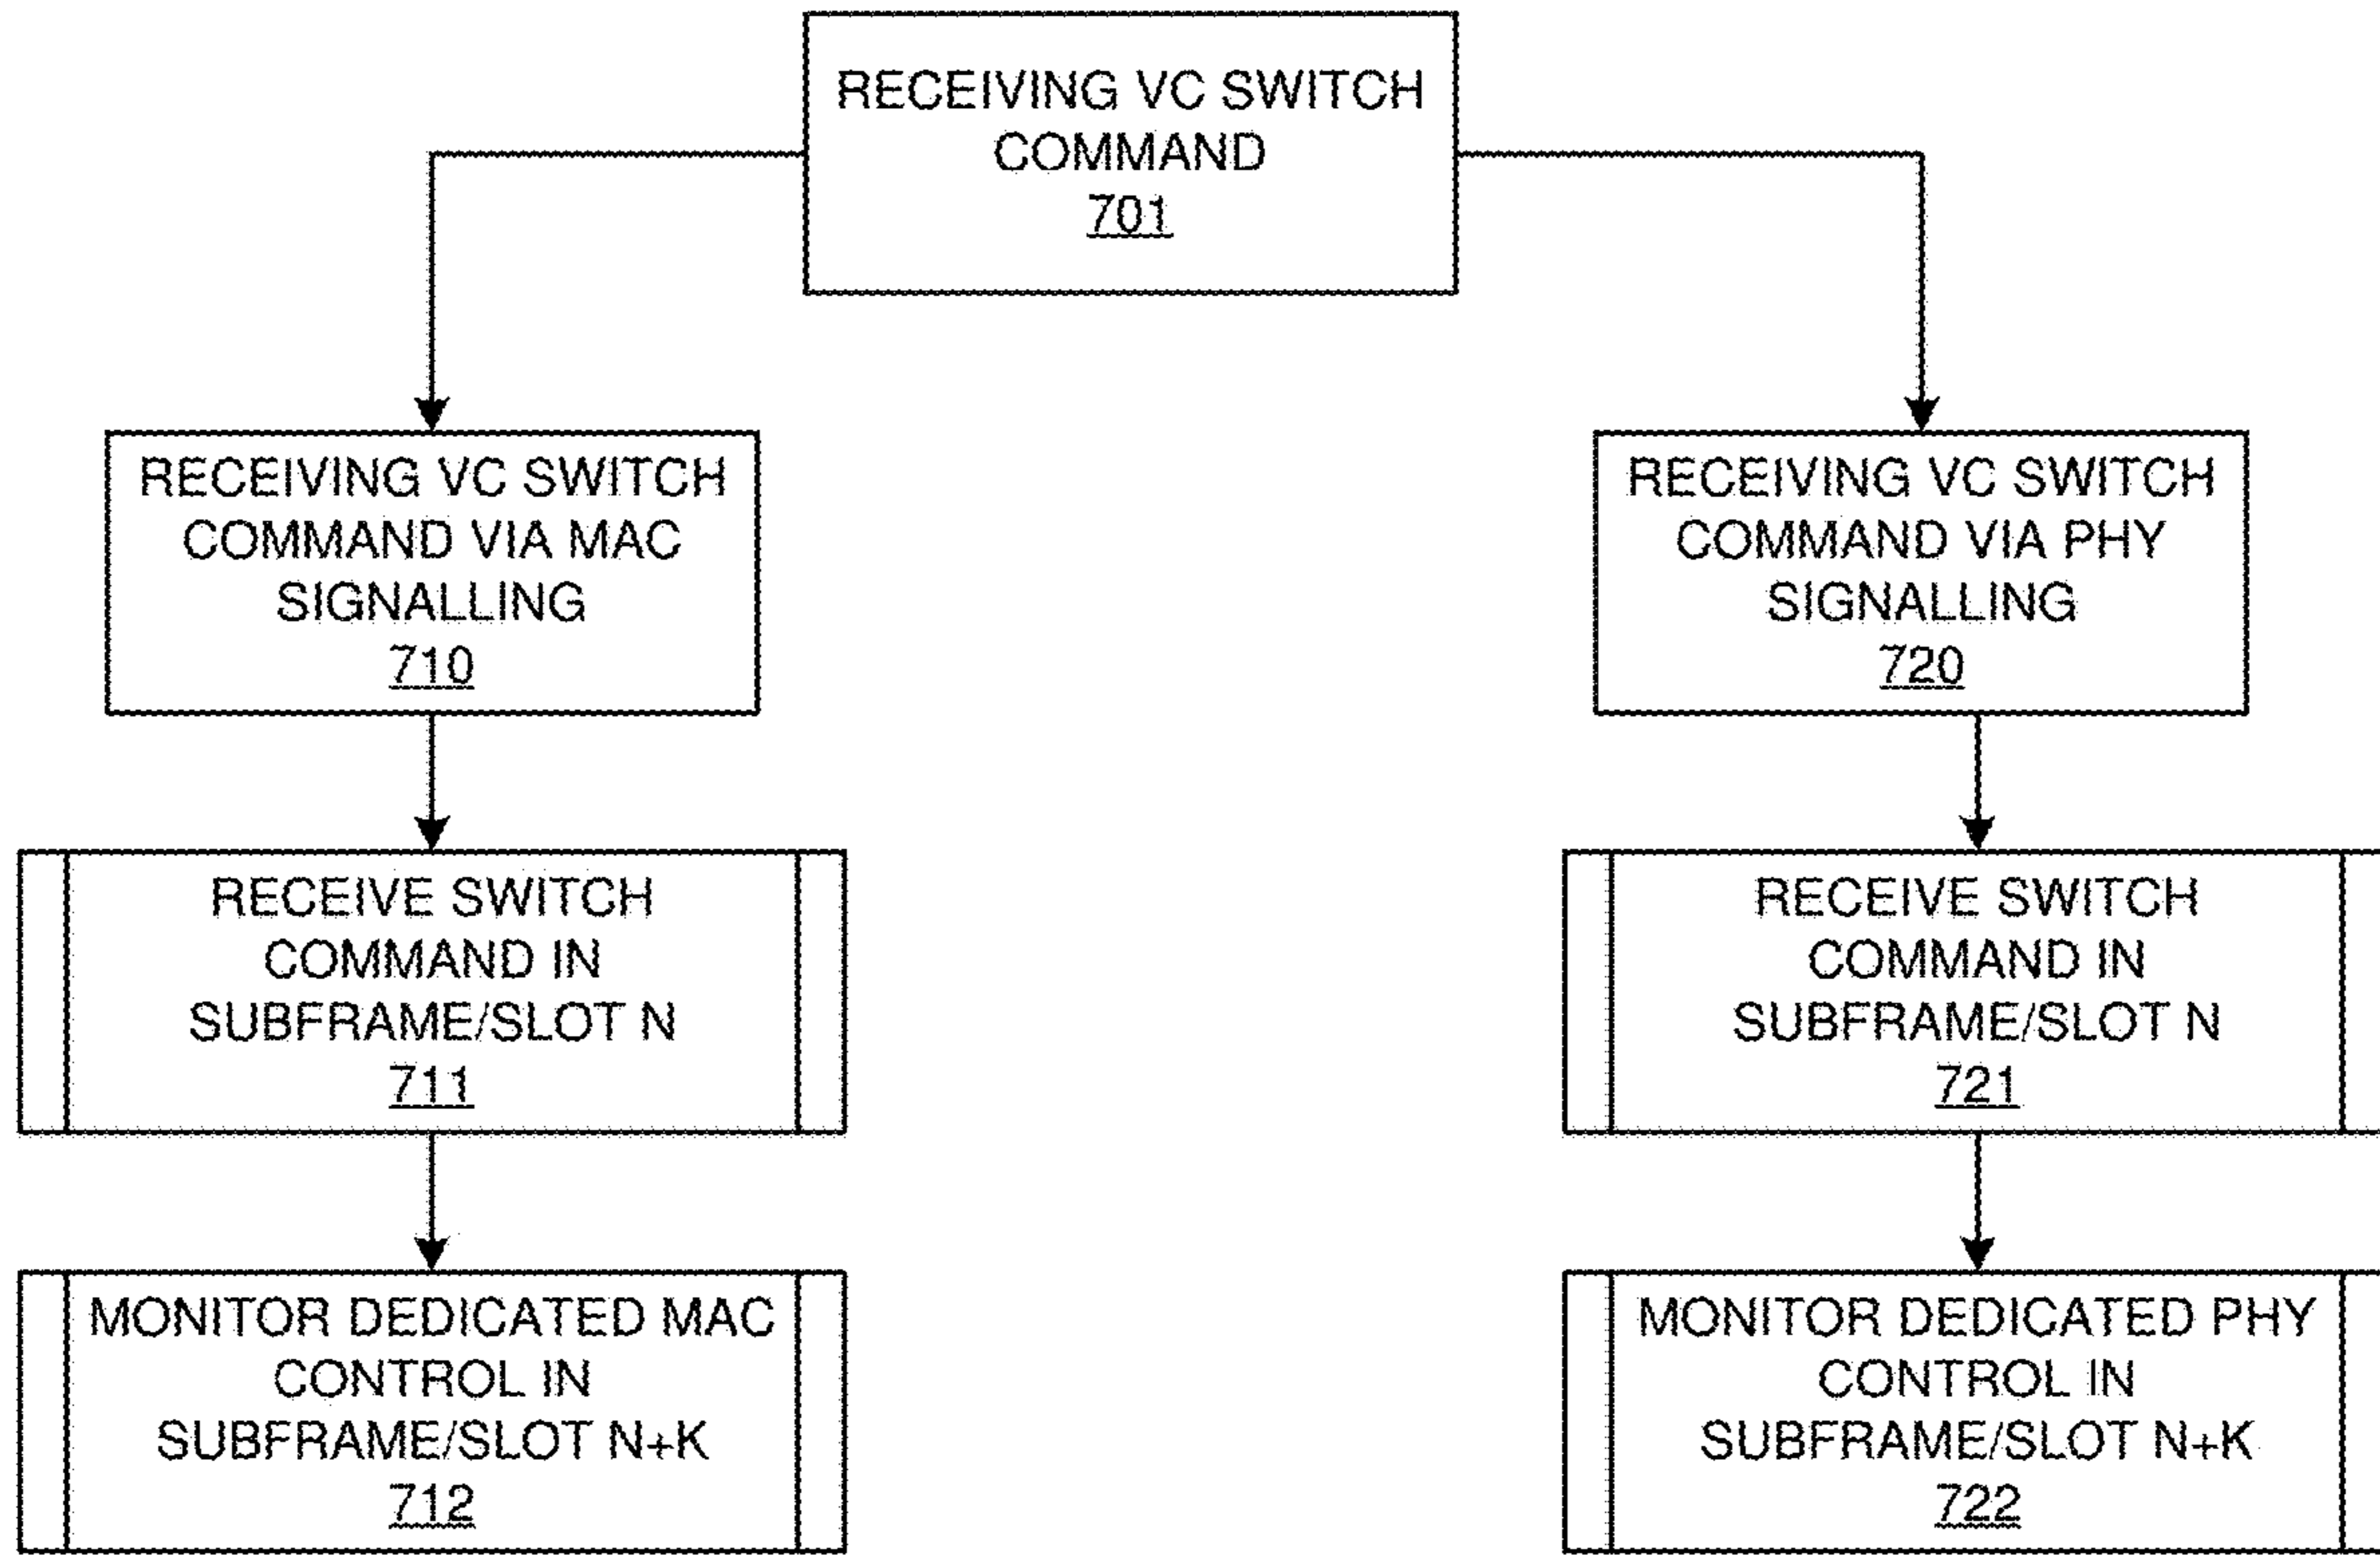 RECEIVING VC SWITCH
COMMAND
701
RECEIVING VC SWITCH
COMMAND VIA MAC
SIGNALLING
710
RECEIVING VC SWITCH
COMMAND VIA PHY
SIGNALLING
720
RECEIVE SWITCH
COMMAND IN
SUBFRAME/SLOT N
711
RECEIVE SWITCH
COMMAND IN
SUBFRAME/SLOT N
721
MONITOR DEDICATED MAC
CONTROL IN
SUBFRAME/SLOT N+K
712
MONITOR DEDICATED PHY
CONTROL IN
SUBFRAME/SLOT N+K
722